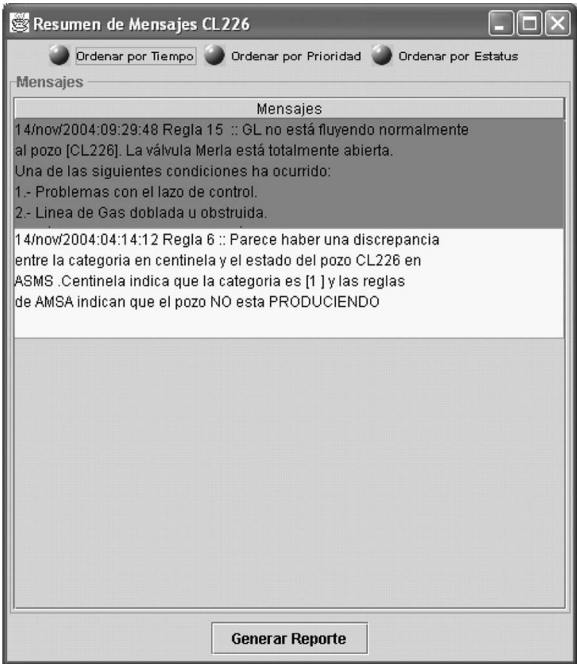 Resumen de Mensajes CL226
Ordenar por Tiempo Ordenar por Prioridad Ordenar por Estatus
Mensajes
Mensajes
14/nov/2004:09:29:48 Regla 15 :: GL no está fluyendo normalmente
al pozo [CL226]. La válvula Merla está totalmente abierta.
Una de las siguientes condiciones ha ocurrido:
1.- Problemas con el lazo de control.
2.- Linea de Gas doblada u obstruida.
14/nov/2004:04:14:12 Regla 6 :: Parece haber una discrepancia
entre la categoria en centinela y el estado del pozo CL226 en
ASMS .Centinela indica que la categoria es [1 ] y las reglas
de AMSA indican que el pozo NO esta PRODUCIENDO
Generar Reporte